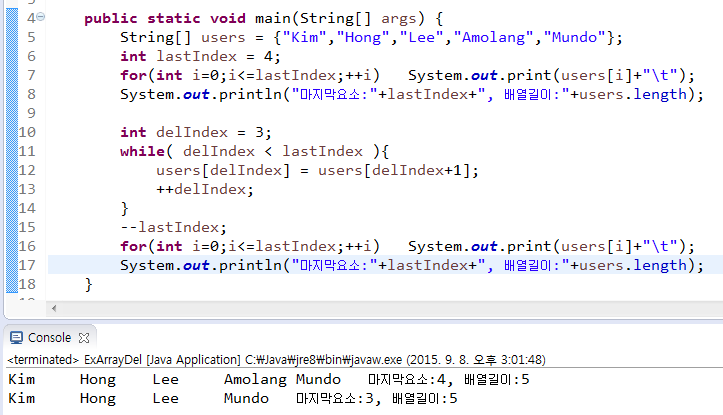 4 public static void main(String[] args) {
5 String[] users = {"Kim","Hong","Lee","Amolang","Mundo"};
6 int lastIndex = 4;
7 for(int i=0;i<=lastIndex;++i) System.out.print(users[i]+"\t");
8 System.out.println("마지막요소:"+lastIndex+", 배열길이:"+users.length);
9
10 int delIndex = 3;
11 while( delIndex < lastIndex ){
12 users[delIndex] = users[delIndex+1];
13 ++delIndex;
14 }
15 --lastIndex;
16 for(int i=0;i<=lastIndex;++i) System.out.print(users[i]+"\t");
17 System.out.println("마지막요소:"+lastIndex+", 배열길이:"+users.length);
18 }
Console
<terminated> ExArrayDel [Java Application] C:₩Java₩jre8₩bin₩javaw.exe (2015. 9. 8. 오후 3:01:48)
Kim Hong Lee Amolang Mundo 마지막요소:4, 배열길이:5
Kim Hong Lee Mundo 마지막요소:3, 배열길이:5